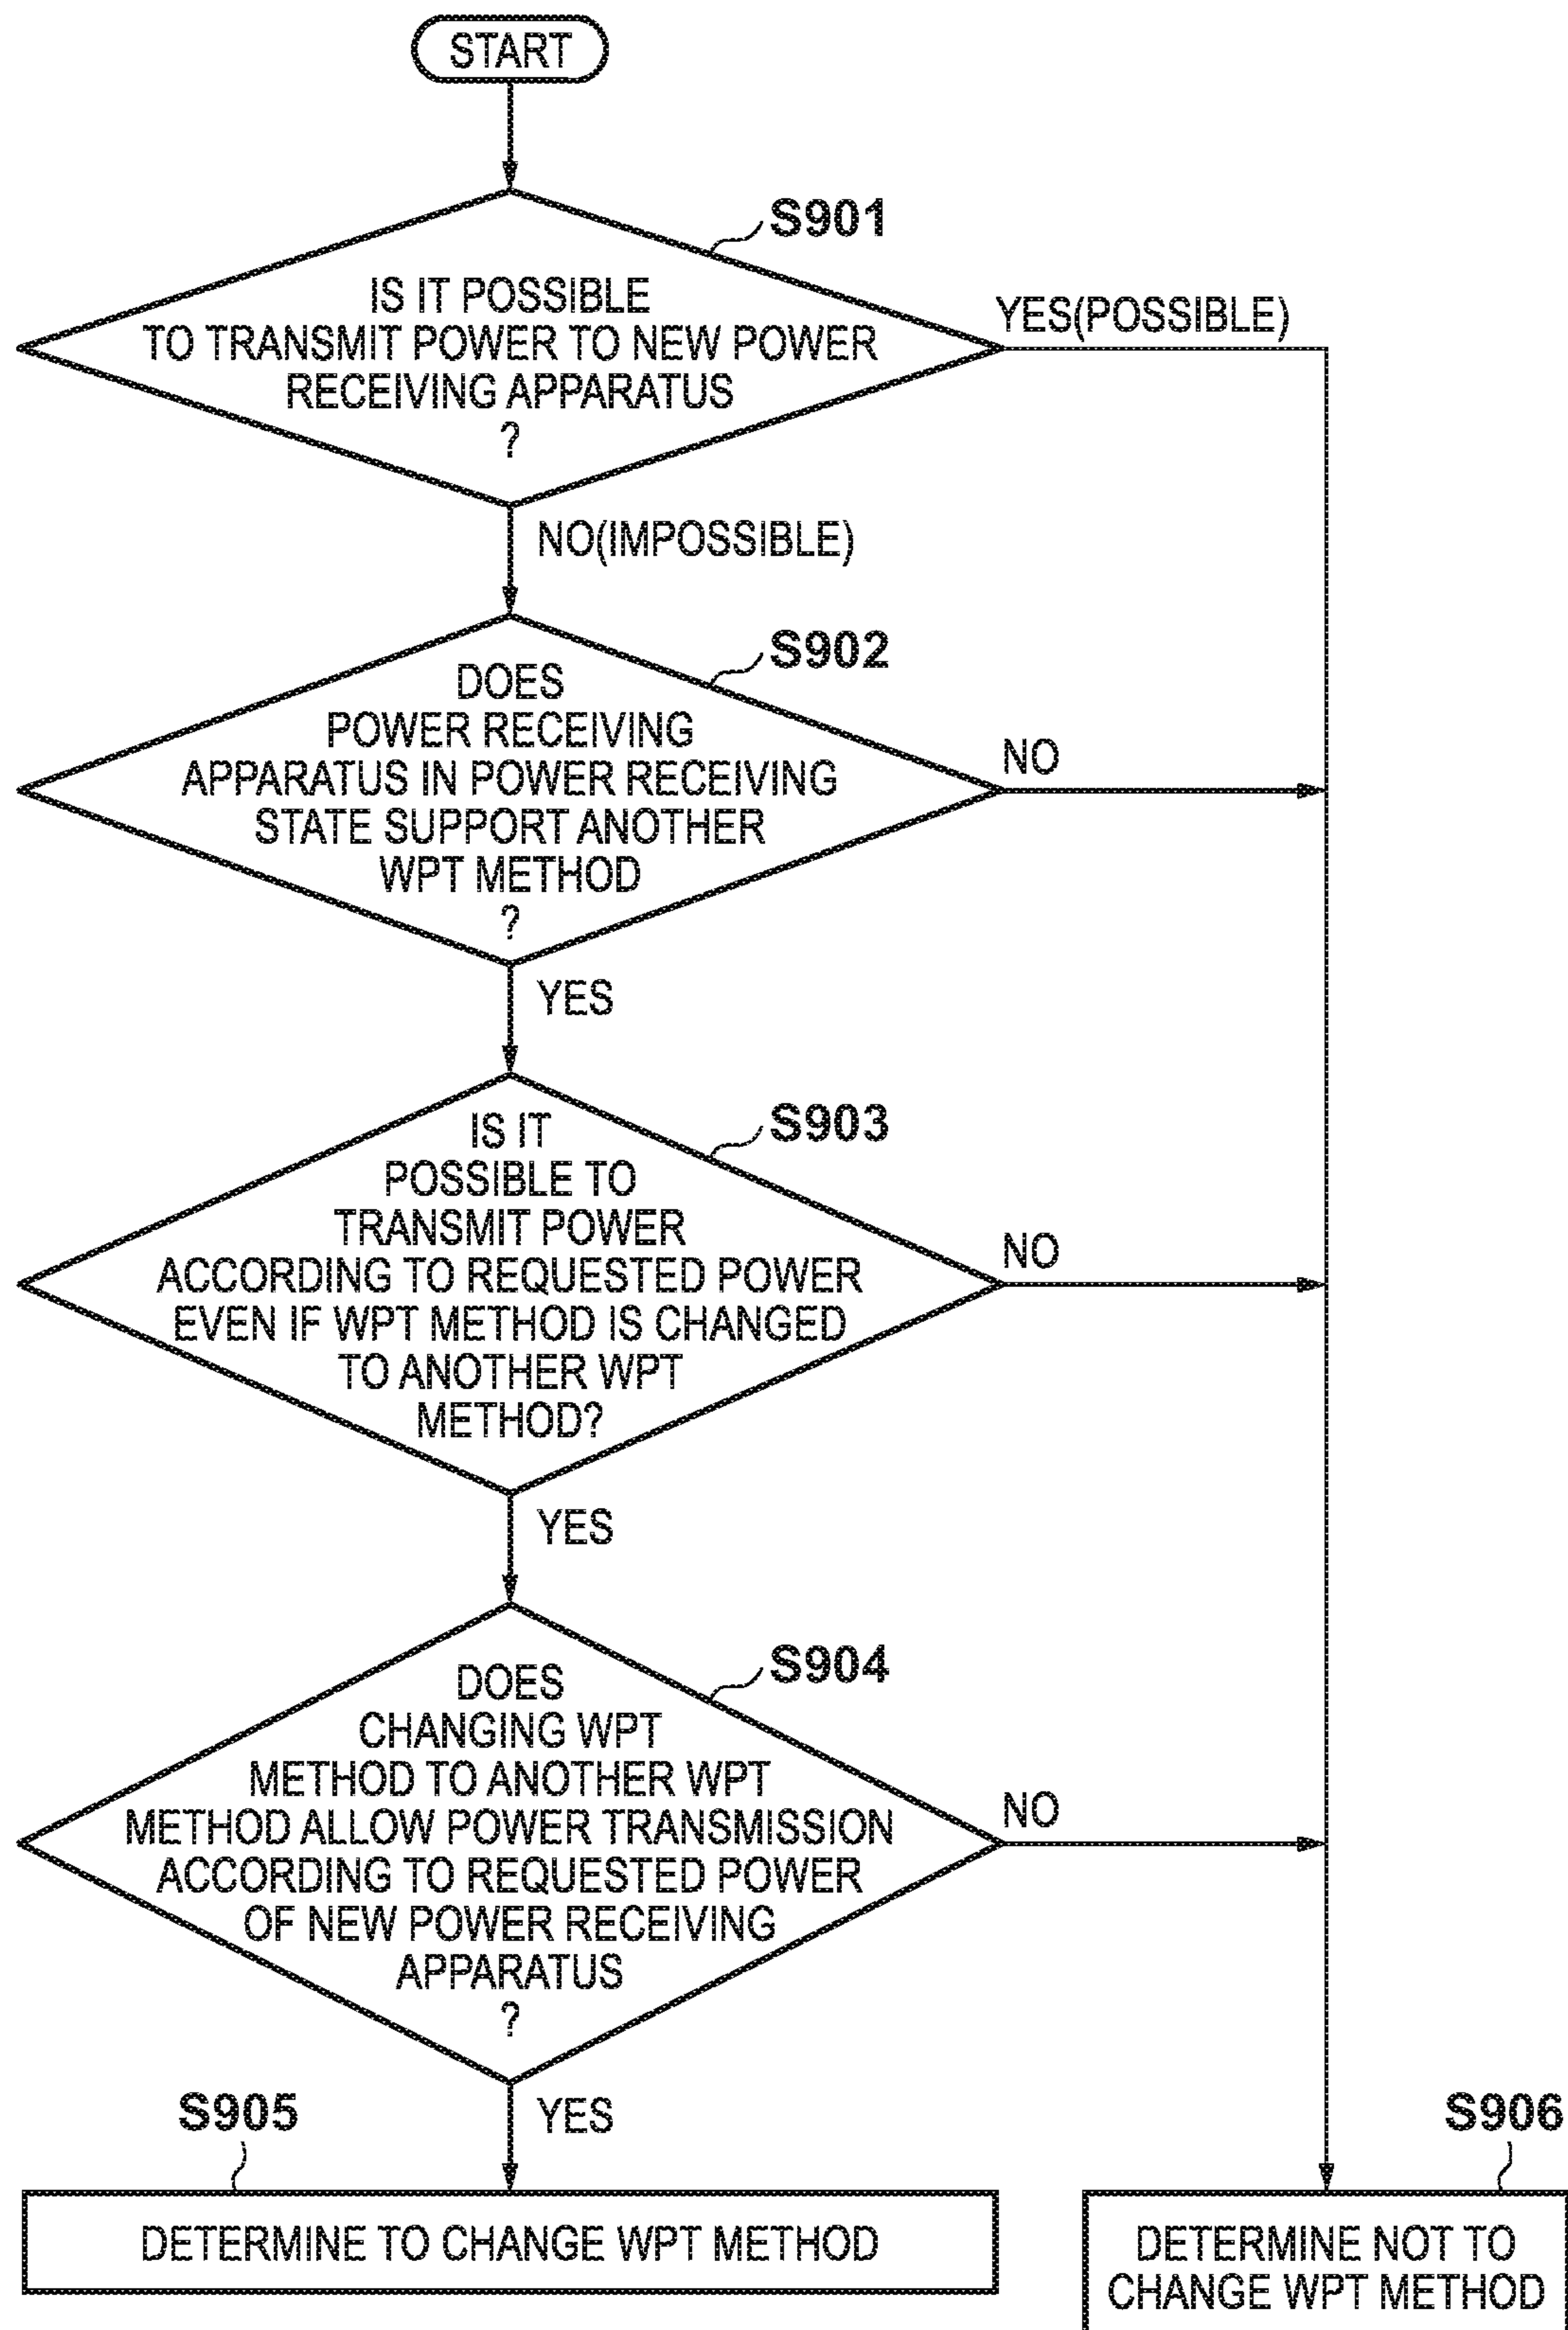 START
S901
IS IT POSSIBLE
TO TRANSMIT POWER TO NEW POWER
RECEIVING APPARATUS
?
YES(POSSIBLE)
NO(IMPOSSIBLE)
S902
DOES
POWER RECEIVING
APPARATUS IN POWER RECEIVING
STATE SUPPORT ANOTHER
WPT METHOD
?
NO
YES
S903
IS IT
POSSIBLE TO
TRANSMIT POWER
ACCORDING TO REQUESTED POWER
EVEN IF WPT METHOD IS CHANGED
TO ANOTHER WPT
METHOD?
NO
YES
S904
DOES
CHANGING WPT
METHOD TO ANOTHER WPT
METHOD ALLOW POWER TRANSMISSION
ACCORDING TO REQUESTED POWER
OF NEW POWER RECEIVING
APPARATUS
?
NO
YES
S905
DETERMINE TO CHANGE WPT METHOD
S906
DETERMINE NOT TO
CHANGE WPT METHOD